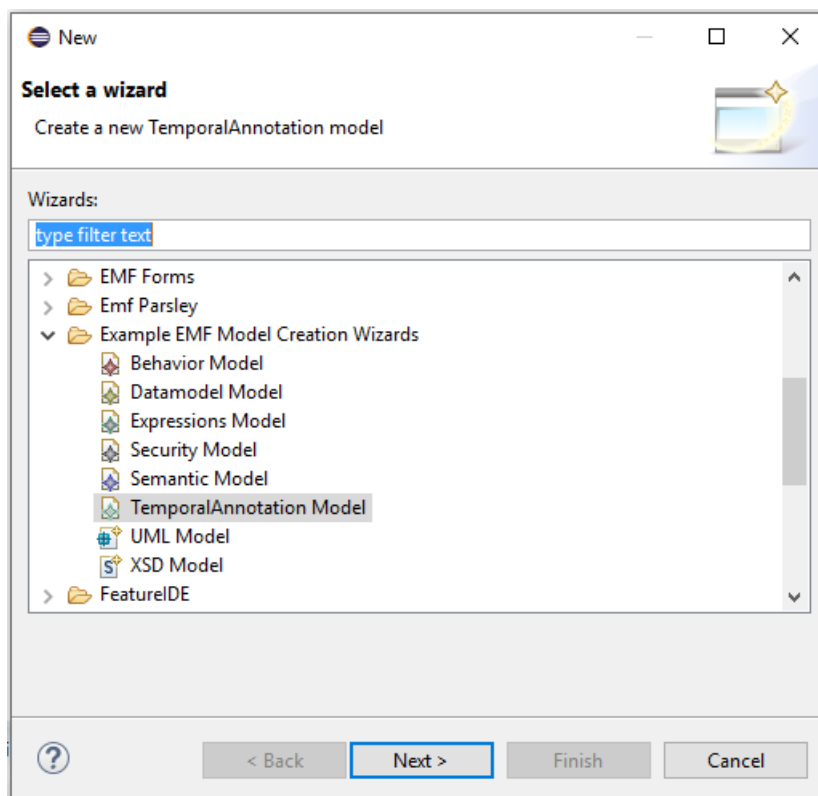 New
Select a wizard
Create a new TemporalAnnotation model
Wizards:
type filter text
EMF Forms
Emf Parsley
Example EMF Model Creation Wizards
Behavior Model
Datamodel Model
Expressions Model
Security Model
Semantic Model
TemporalAnnotation Model
UML Model
XSD Model
FeatureIDE
? < Back Next > Finish Cancel